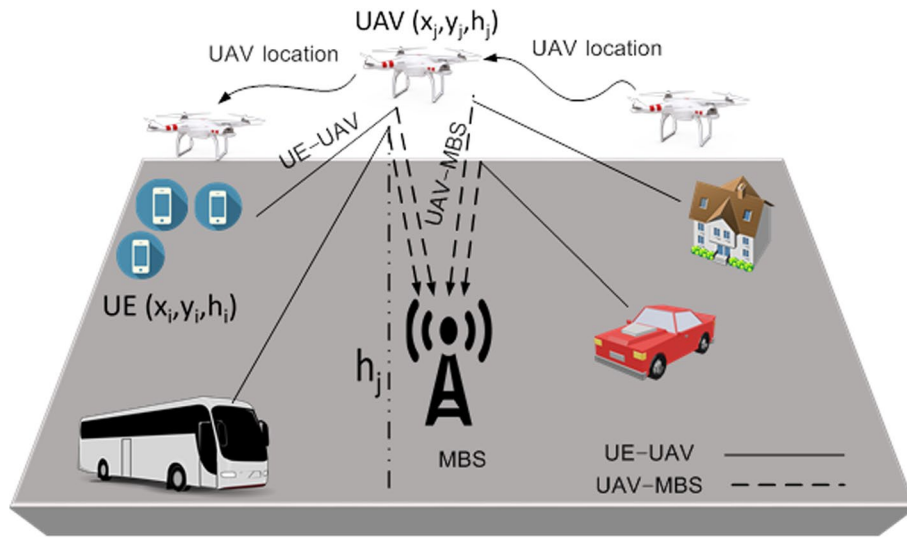 UAV (xⱼ,yⱼ,hⱼ)
UAV location
UAV location
UE–UAV
UAV–MBS
UE (xᵢ,yᵢ,hᵢ)
hⱼ
MBS
UE–UAV
UAV–MBS